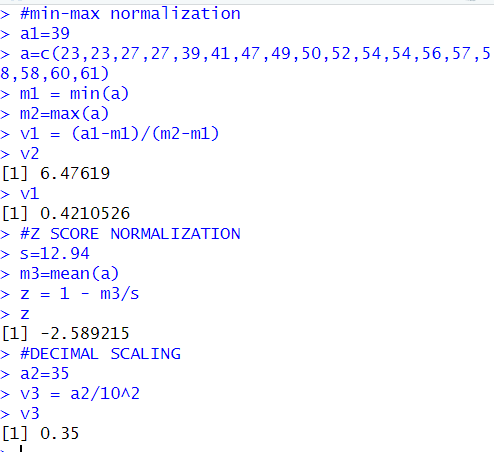 > #min-max normalization
> a1=39
> a=c(23,23,27,27,39,41,47,49,50,52,54,54,56,57,5
8,58,60,61)
> m1 = min(a)
> m2=max(a)
> v1 = (a1-m1)/(m2-m1)
> v2
[1] 6.47619
> v1
[1] 0.4210526
> #Z SCORE NORMALIZATION
> s=12.94
> m3=mean(a)
> z = 1 - m3/s
> z
[1] -2.589215
> #DECIMAL SCALING
> a2=35
> v3 = a2/10^2
> v3
[1] 0.35
>